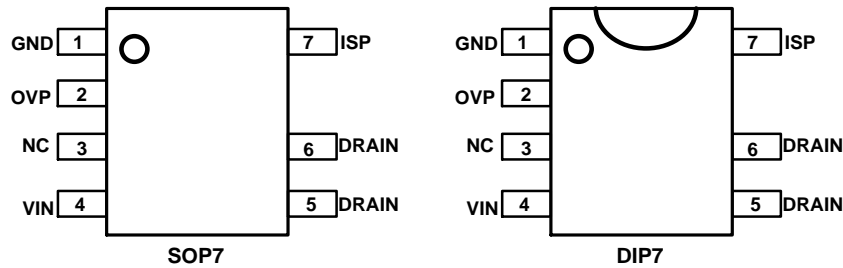 GND 1 7 ISP
OVP 2
NC 3 6 DRAIN
VIN 4 5 DRAIN
SOP7
GND 1 7 ISP
OVP 2
NC 3 6 DRAIN
VIN 4 5 DRAIN
DIP7